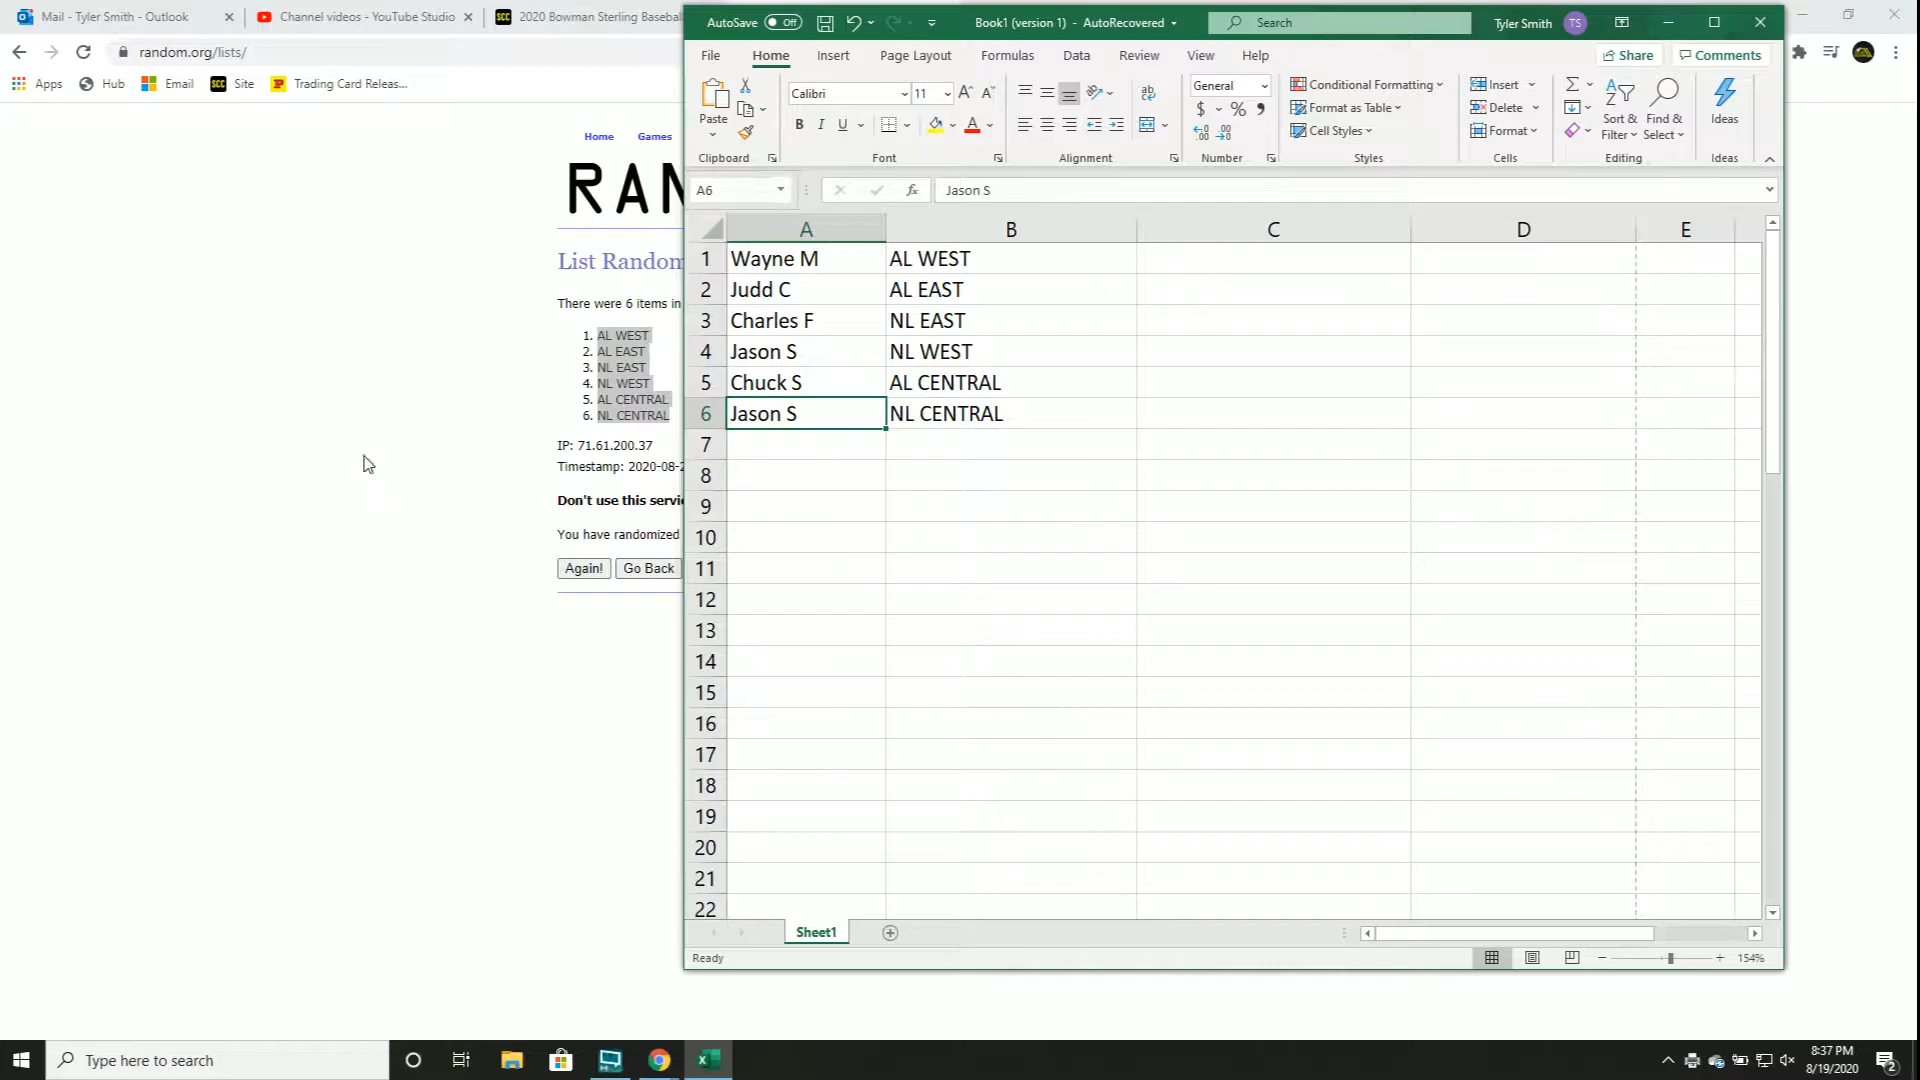 Mail - Tyler Smith - Outlook
Channel videos - YouTube Studio
SCC 2020 Bowman Sterling Baseball
random.org/lists/
Apps Hub Email SCC Site Trading Card Releas...
Home Games
RAN
List Random
There were 6 items in
1. AL WEST
2. AL EAST
3. NL EAST
4. NL WEST
5. AL CENTRAL
6. NL CENTRAL
IP: 71.61.200.37
Timestamp: 2020-08-2
Don't use this servi
You have randomized
Again! Go Back
AutoSave Off Book1 (version 1) - AutoRecovered Search Tyler Smith TS
File Home Insert Page Layout Formulas Data Review View Help Share Comments
Paste
Calibri 11
B I U
General
$ % 9
Conditional Formatting
Format as Table
Cell Styles
Insert
Delete
Format
Sort & Filter
Find & Select
Ideas
Clipboard Font Alignment Number Styles Cells Editing Ideas
A6 fx Jason S
A B C D E
1 Wayne M AL WEST
2 Judd C AL EAST
3 Charles F NL EAST
4 Jason S NL WEST
5 Chuck S AL CENTRAL
6 Jason S NL CENTRAL
7
8
9
10
11
12
13
14
15
16
17
18
19
20
21
22
Sheet1
Ready 154%
Type here to search
8:37 PM
8/19/2020
2